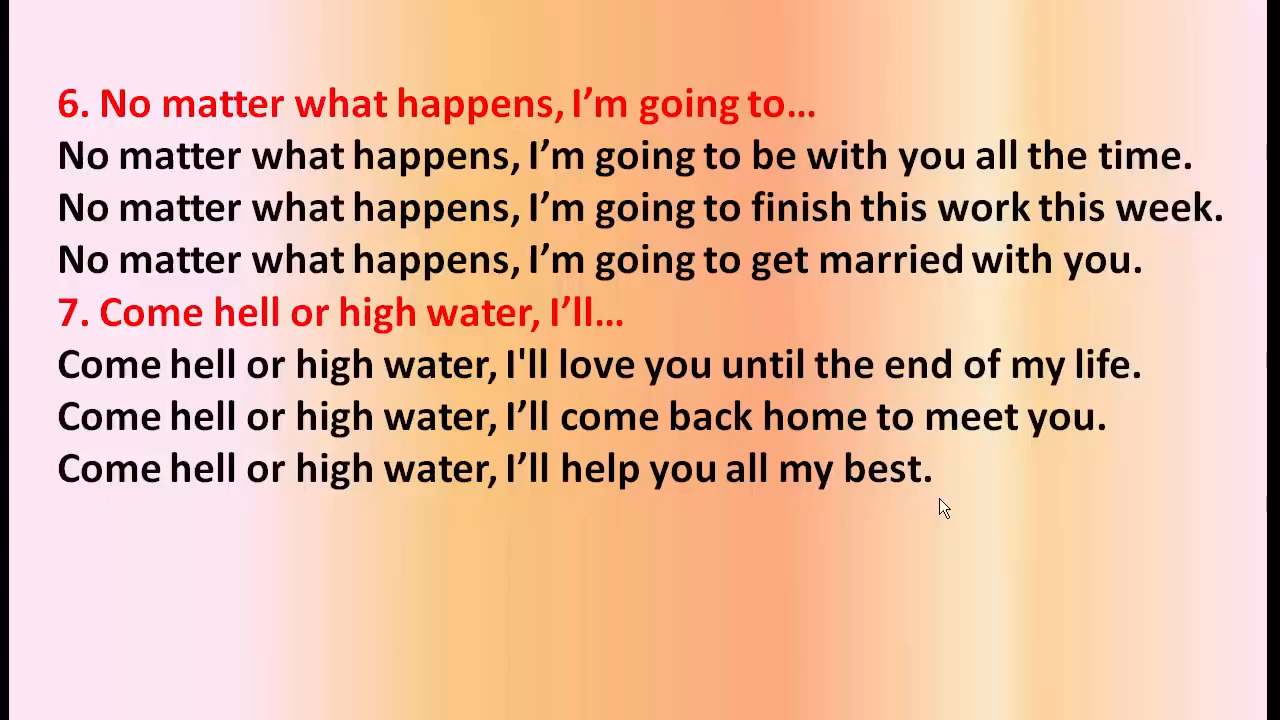 6. No matter what happens, I’m going to…
No matter what happens, I’m going to be with you all the time.
No matter what happens, I’m going to finish this work this week.
No matter what happens, I’m going to get married with you.
7. Come hell or high water, I’ll…
Come hell or high water, I'll love you until the end of my life.
Come hell or high water, I’ll come back home to meet you.
Come hell or high water, I’ll help you all my best.